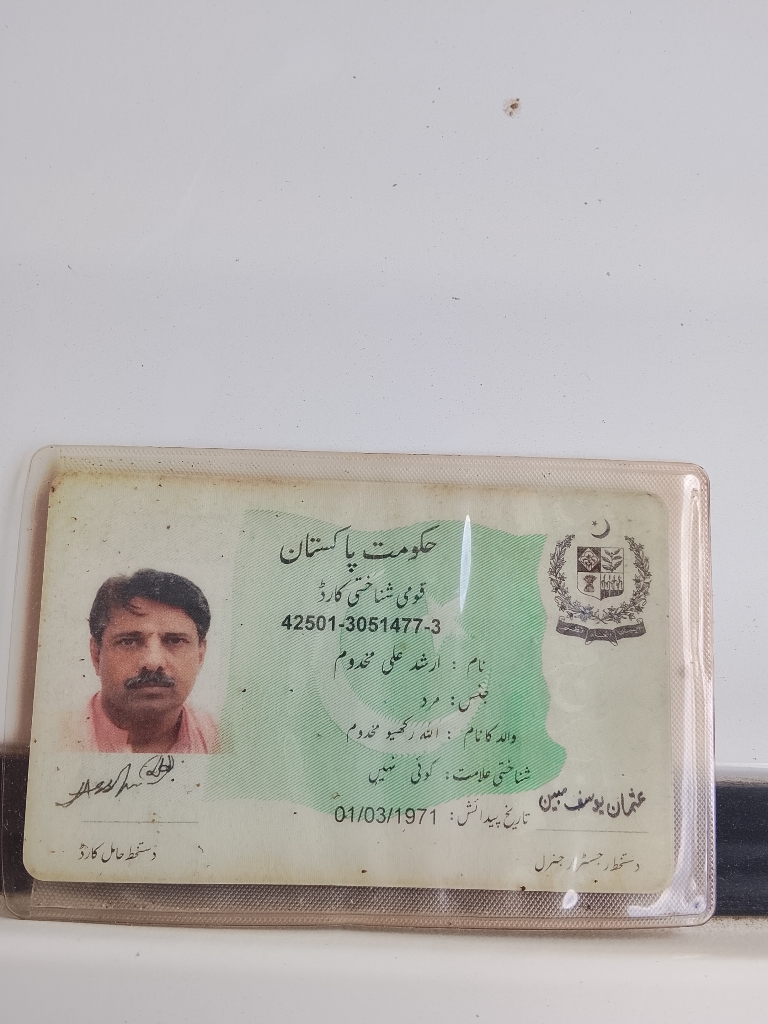 حکومت پاکستان
قومی شناختی کارڈ
42501-3051477-3
نام : ارشد علی مخدوم
جنس: مرد
والد کا نام : اللہ رکھیو مخدوم
شناختی علامت: کوئی نہیں
تاریخ پیدائش: 01/03/1971
عثمان یوسف مبین
دستخط رجسٹرار جنرل
دستخط حامل کارڈ